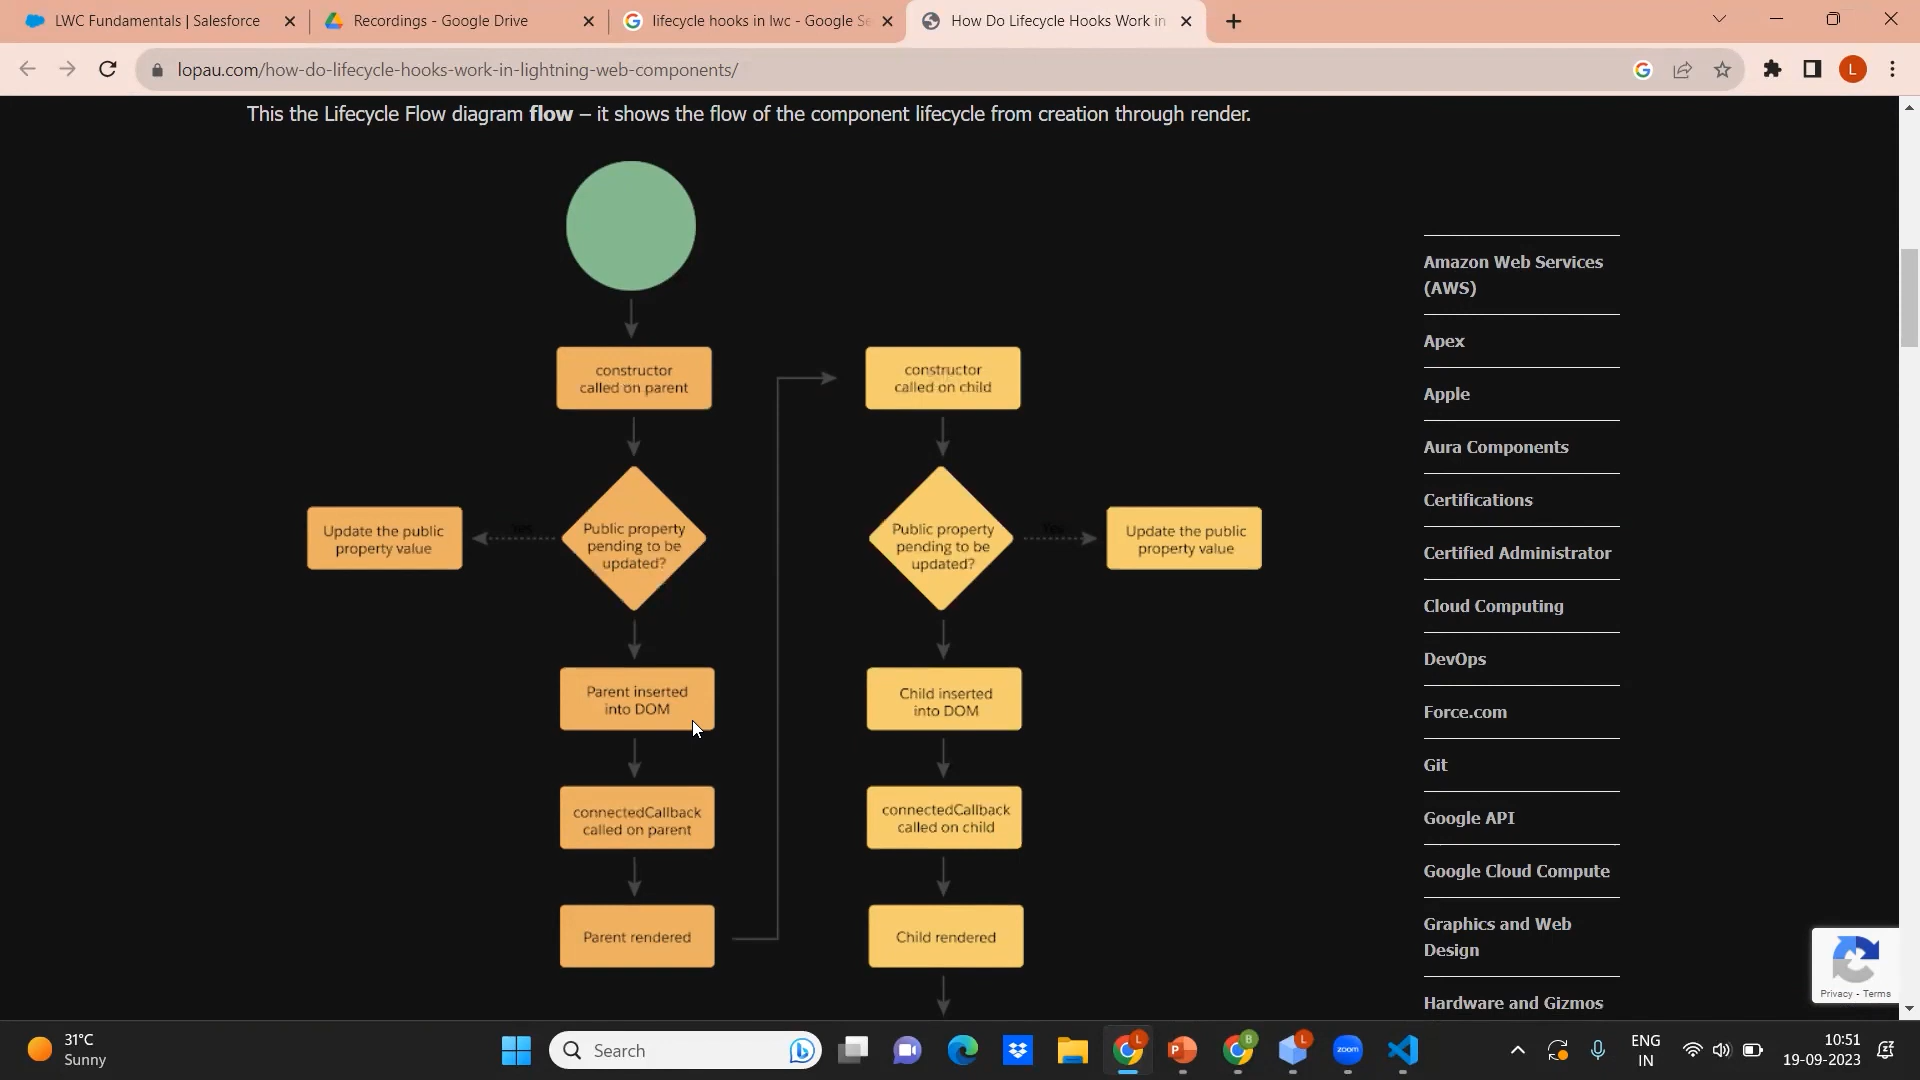 LWC Fundamentals | Salesforce
Recordings - Google Drive
lifecycle hooks in lwc - Google Se
How Do Lifecycle Hooks Work in
lopau.com/how-do-lifecycle-hooks-work-in-lightning-web-components/
L
This the Lifecycle Flow diagram flow – it shows the flow of the component lifecycle from creation through render.
constructor
called on parent
constructor
called on child
Update the public
property value
Yes
Public property
pending to be
updated?
Public property
pending to be
updated?
Yes
Update the public
property value
Parent inserted
into DOM
Child inserted
into DOM
connectedCallback
called on parent
connectedCallback
called on child
Parent rendered
Child rendered
Amazon Web Services
(AWS)
Apex
Apple
Aura Components
Certifications
Certified Administrator
Cloud Computing
DevOps
Force.com
Git
Google API
Google Cloud Compute
Graphics and Web
Design
Hardware and Gizmos
Privacy - Terms
31°C
Sunny
Search
L
B
L
zoom
ENG
IN
10:51
19-09-2023